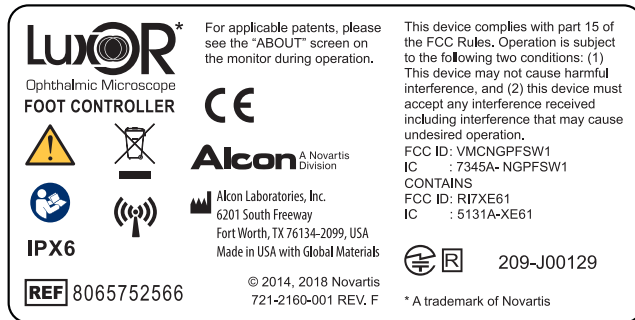 LuxOR*
Ophthalmic Microscope
FOOT CONTROLLER
IPX6
REF 8065752566
For applicable patents, please
see the “ABOUT” screen on
the monitor during operation.
CE
Alcon A Novartis
Division
Alcon Laboratories, Inc.
6201 South Freeway
Fort Worth, TX 76134-2099, USA
Made in USA with Global Materials
© 2014, 2018 Novartis
721-2160-001 REV. F
This device complies with part 15 of
the FCC Rules. Operation is subject
to the following two conditions: (1)
This device may not cause harmful
interference, and (2) this device must
accept any interference received
including interference that may cause
undesired operation.
FCC ID: VMCNGPFSW1
IC : 7345A- NGPFSW1
CONTAINS
FCC ID: RI7XE61
IC : 5131A-XE61
R 209-J00129
* A trademark of Novartis